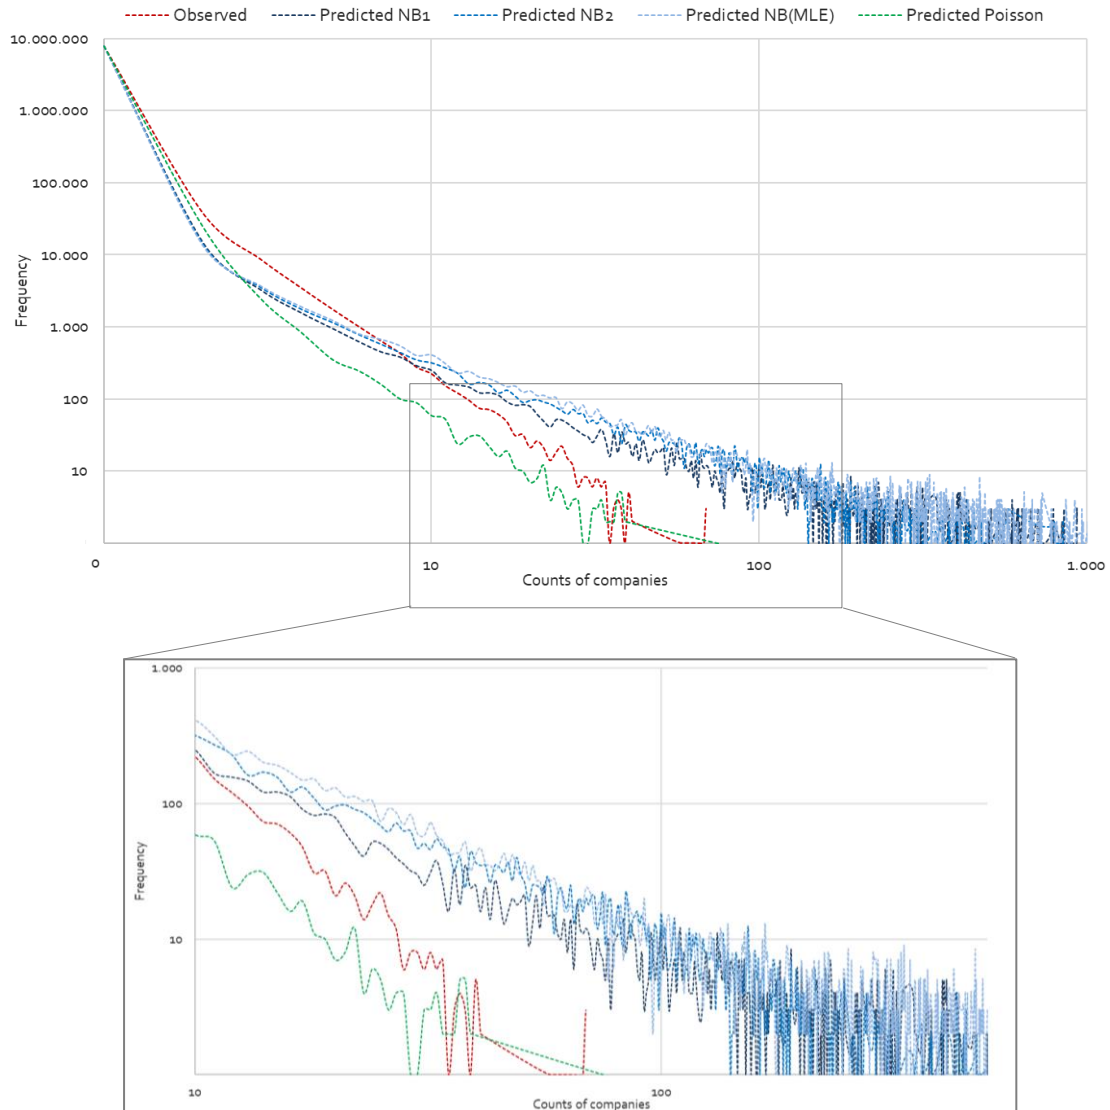 Observed Predicted NB1 Predicted NB2 Predicted NB(MLE) Predicted Poisson
10.000.000
1.000.000
100.000
10.000
1.000
100
10
Frequency
0 10 100 1.000
Counts of companies
1.000
100
10
Frequency
10 100
Counts of companies